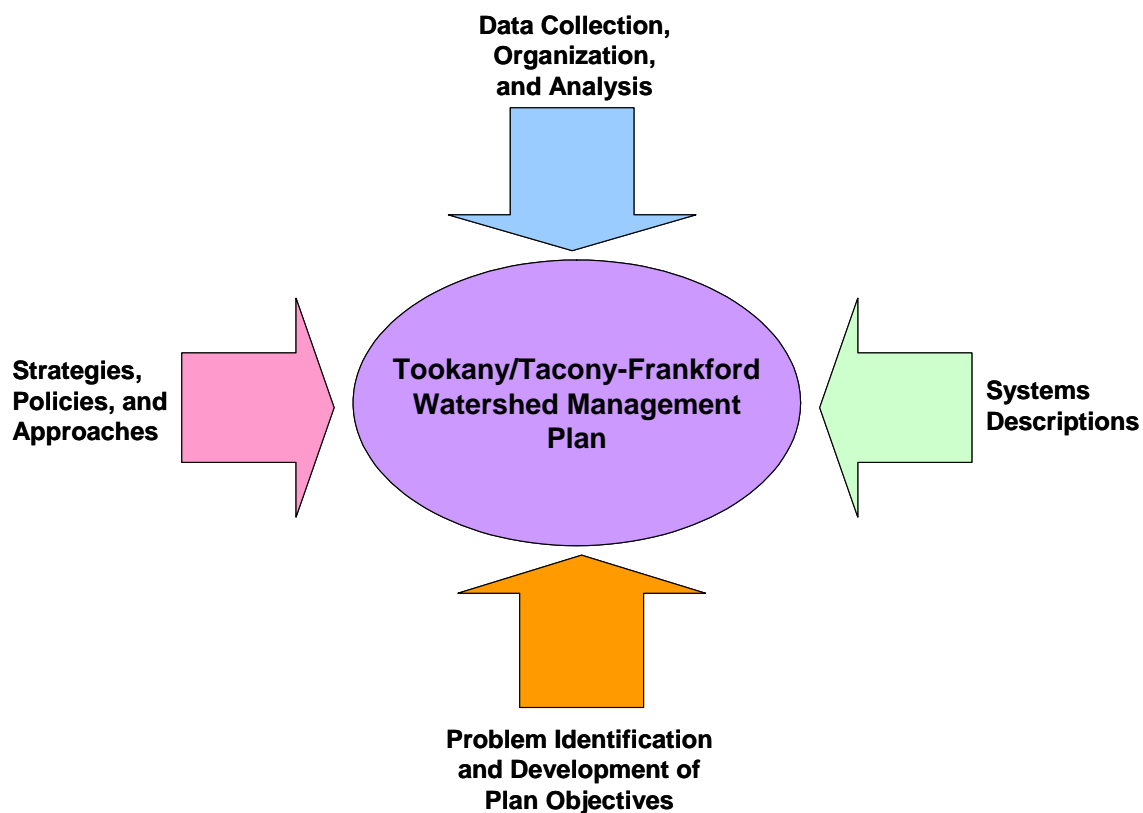 Data Collection,
Organization,
and Analysis
Strategies,
Policies, and
Approaches
Tookany/Tacony-Frankford
Watershed Management
Plan
Systems
Descriptions
Problem Identification
and Development of
Plan Objectives